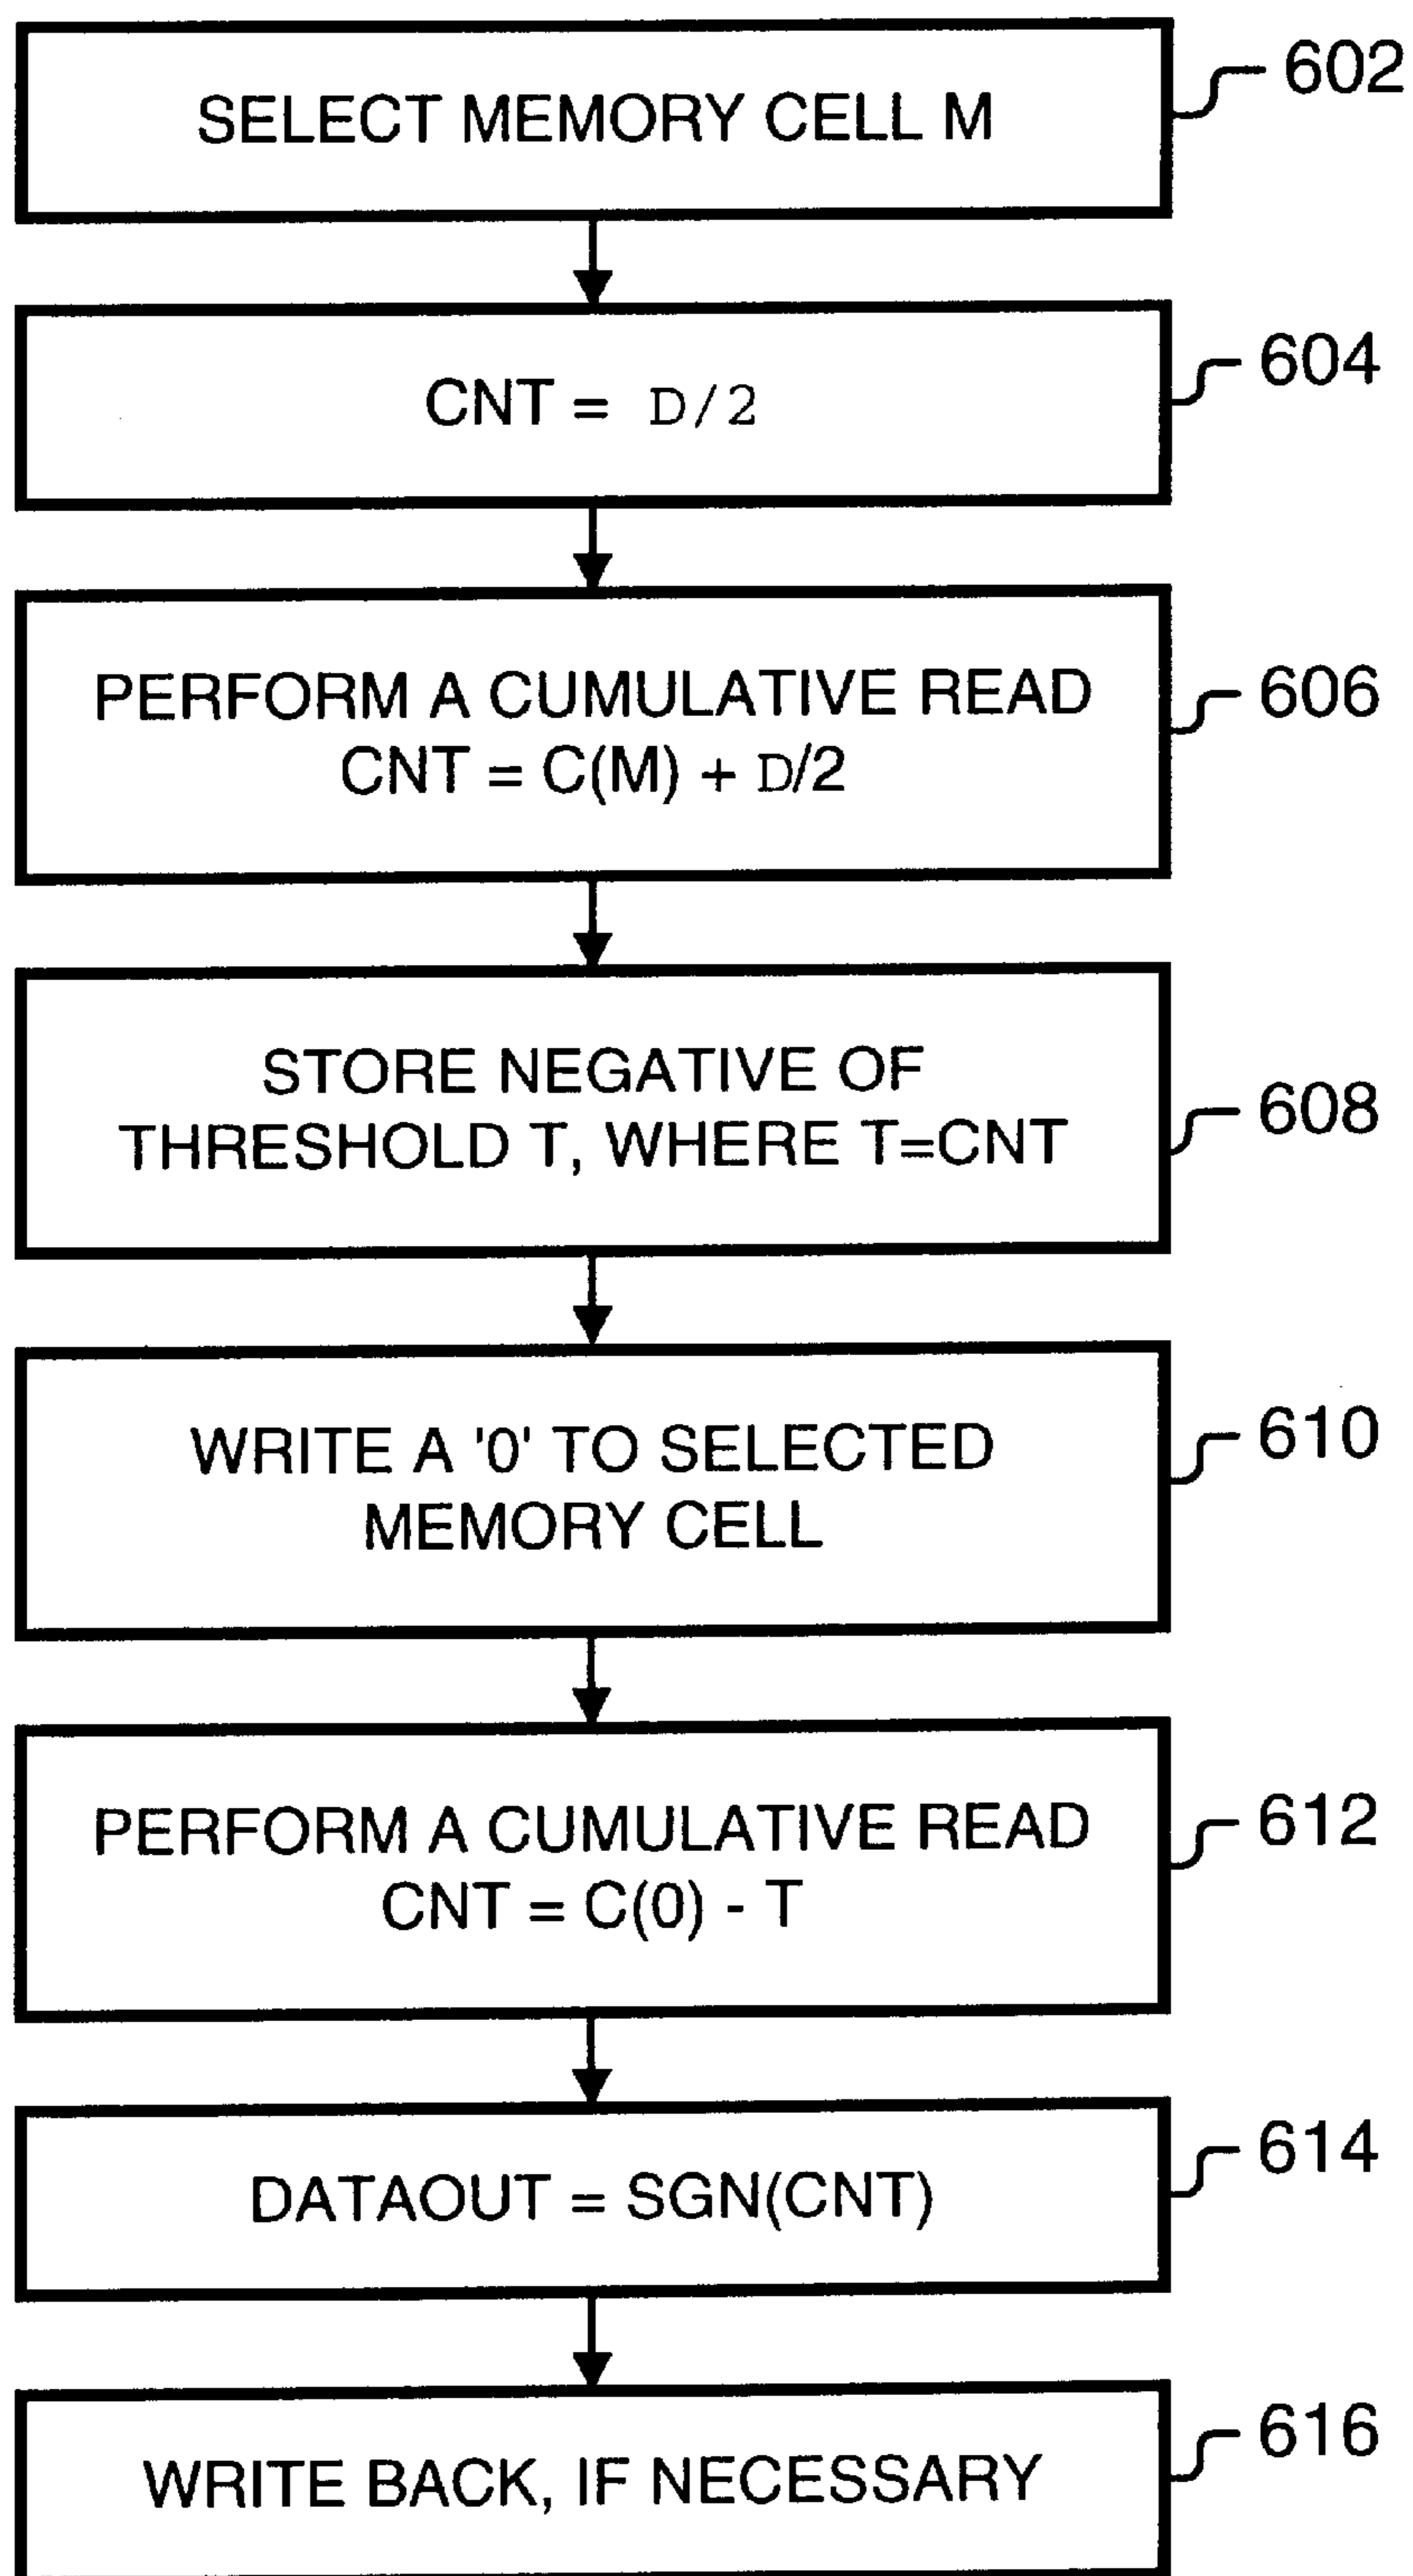 SELECT MEMORY CELL M
602
CNT = D/2
604
PERFORM A CUMULATIVE READ
CNT = C(M) + D/2
606
STORE NEGATIVE OF
THRESHOLD T, WHERE T=CNT
608
WRITE A '0' TO SELECTED
MEMORY CELL
610
PERFORM A CUMULATIVE READ
CNT = C(0) - T
612
DATAOUT = SGN(CNT)
614
WRITE BACK, IF NECESSARY
616